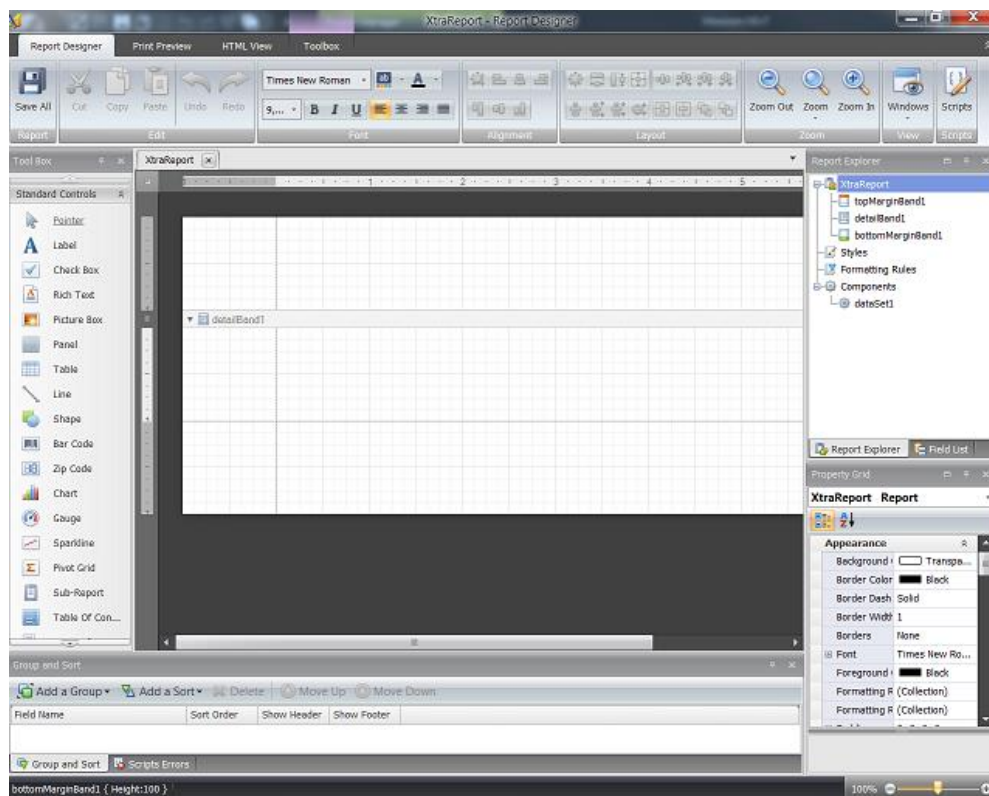 XtraReport - Report Designer
Report Designer Print Preview HTML View Toolbox
Times New Roman
9,...
B I U
A
Save All Cut Copy Paste Undo Redo Zoom Out Zoom Zoom In Windows Scripts
Report Edit Font Alignment Layout Zoom View Scripts
Tool Box
XtraReport
Report Explorer
Standard Controls
Pointer
Label
Check Box
Rich Text
Picture Box
Panel
Table
Line
Shape
Bar Code
Zip Code
Chart
Gauge
Sparkline
Pivot Grid
Sub-Report
Table Of Con...
1 2 3 4 5
detailBand1
XtraReport
topMarginBand1
detailBand1
bottomMarginBand1
Styles
Formatting Rules
Components
dataSet1
Report Explorer Field List
Property Grid
XtraReport Report
Appearance
Background Transpa...
Border Color Black
Border Dash Solid
Border Width 1
Borders None
Font Times New Ro...
Foreground Black
Formatting R (Collection)
Formatting R (Collection)
Group and Sort
Add a Group Add a Sort Delete Move Up Move Down
Field Name Sort Order Show Header Show Footer
Group and Sort Scripts Errors
bottomMarginBand1 { Height:100 }
100%